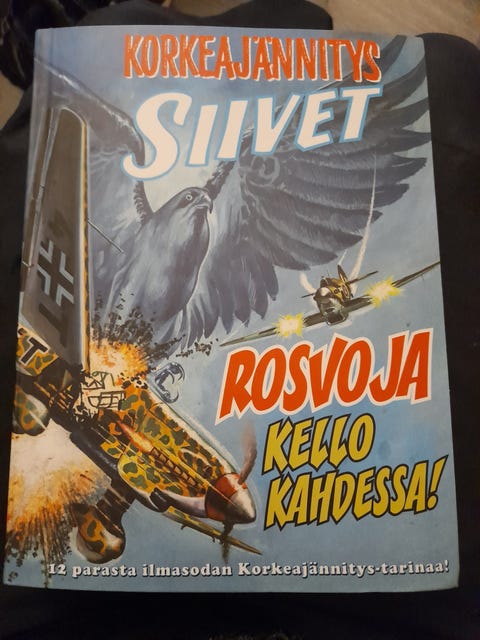 KORKEAJÄNNITYS
SIIVET
ROSVOJA
KELLO
KAHDESSA!
12 parasta ilmasodan Korkeajännitys-tarinaa!